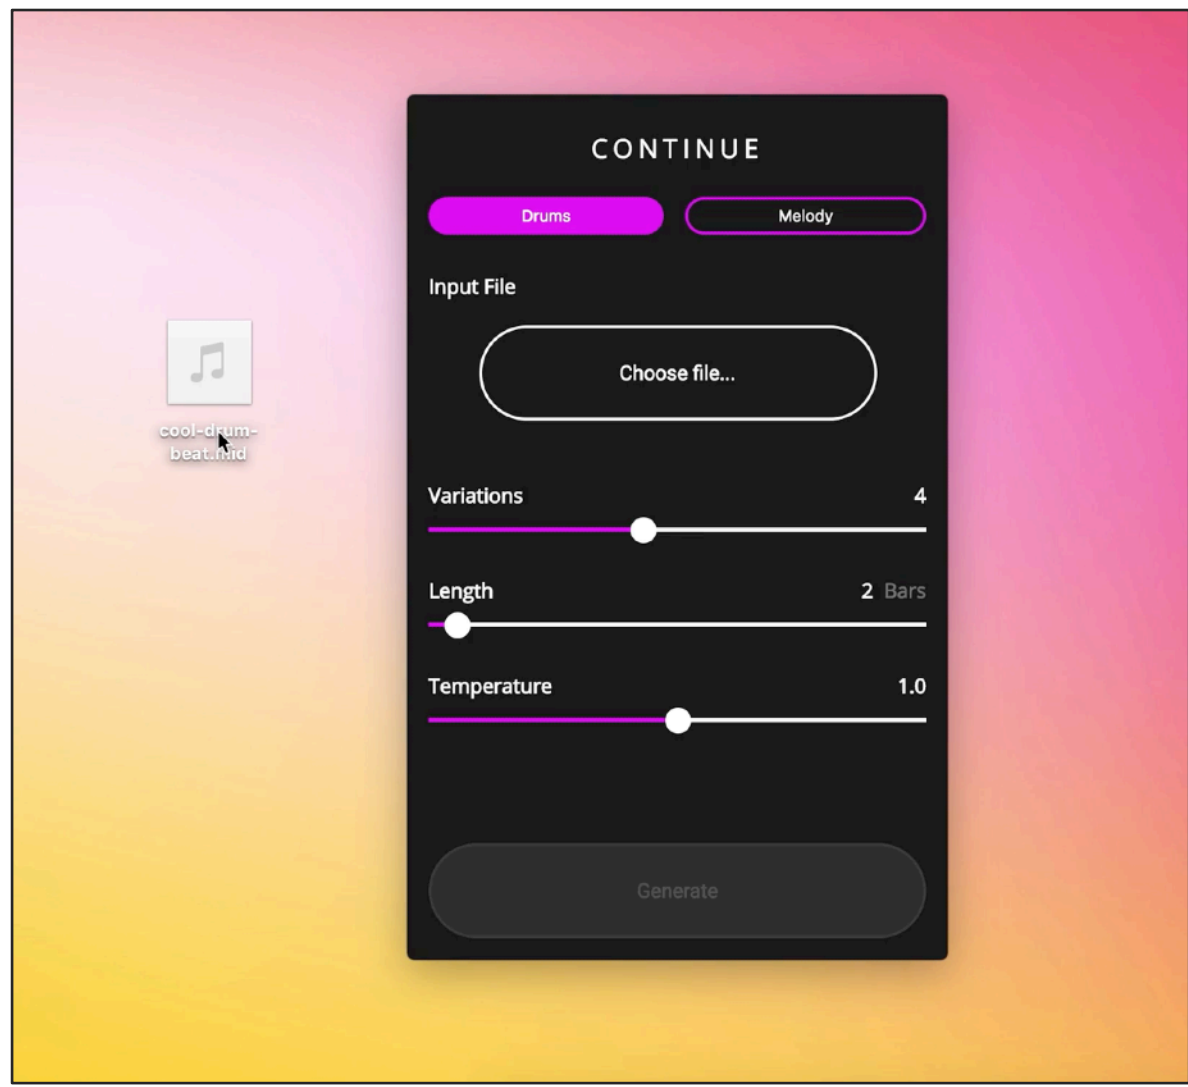 CONTINUE
Drums
Melody
Input File
Choose file...
cool-drum-
beat.mid
Variations
4
Length
2 Bars
Temperature
1.0
Generate